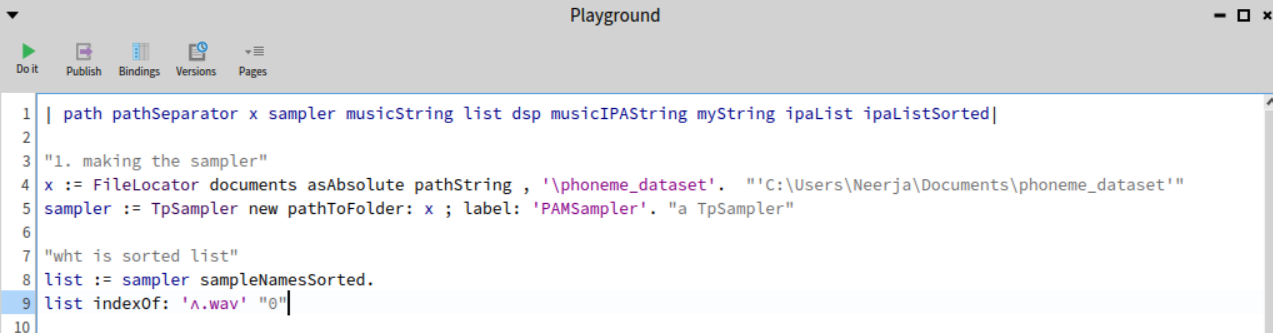 Playground
Do it Publish Bindings Versions Pages
1 | path pathSeparator x sampler musicString list dsp musicIPAString myString ipaList ipaListSorted|
2
3 "1. making the sampler"
4 x := FileLocator documents asAbsolute pathString , '\phoneme_dataset'.  "'C:\Users\Neerja\Documents\phoneme_dataset'"
5 sampler := TpSampler new pathToFolder: x ; label: 'PAMSampler'. "a TpSampler"
6
7 "wht is sorted list"
8 list := sampler sampleNamesSorted.
9 list indexOf: 'ʌ.wav' "0"
10